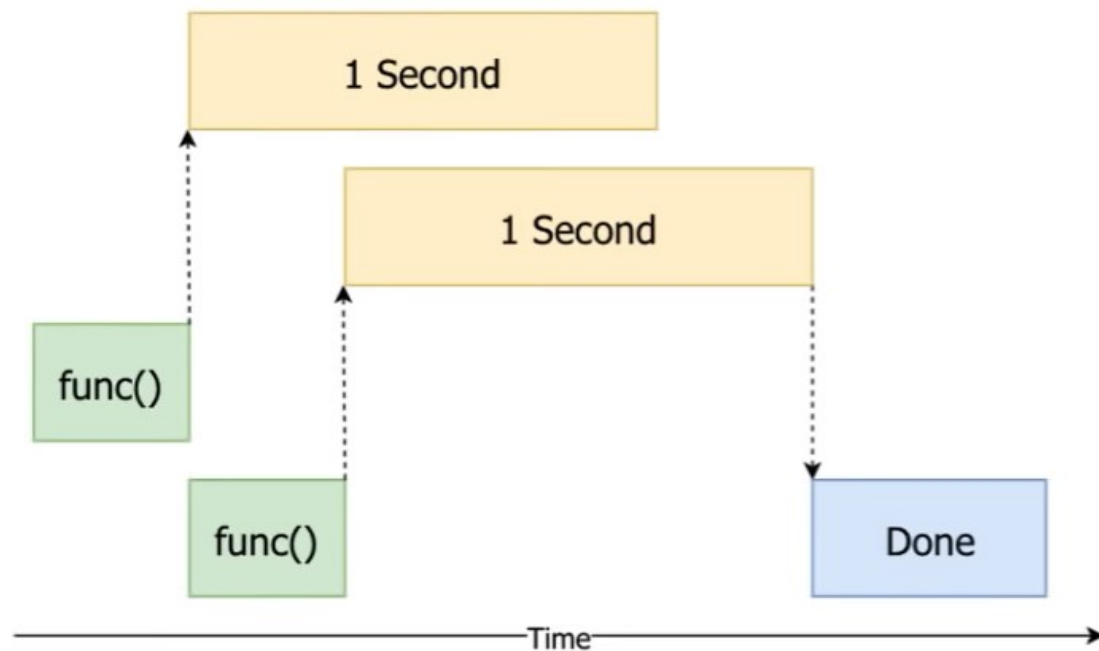 1 Second
1 Second
func()
func()
Done
Time